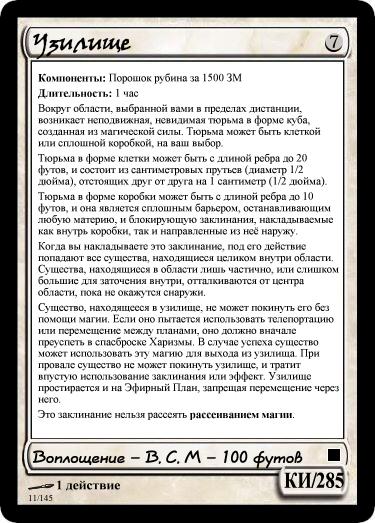 Узилище 7
Компоненты: Порошок рубина за 1500 ЗМ
Длительность: 1 час
Вокруг области, выбранной вами в пределах дистанции,
возникает неподвижная, невидимая тюрьма в форме куба,
созданная из магической силы. Тюрьма может быть клеткой
или сплошной коробкой, на ваш выбор.
Тюрьма в форме клетки может быть с длиной ребра до 20
футов, и состоит из сантиметровых прутьев (диаметр 1/2
дюйма), отстоящих друг от друга на 1 сантиметр (1/2 дюйма).
Тюрьма в форме коробки может быть с длиной ребра до 10
футов, и она является сплошным барьером, останавливающим
любую материю, и блокирующую заклинания, накладываемые
как внутрь коробки, так и направленные из неё наружу.
Когда вы накладываете это заклинание, под его действие
попадают все существа, находящиеся целиком внутри области.
Существа, находящиеся в области лишь частично, или слишком
большие для заточения внутри, отталкиваются от центра
области, пока не окажутся снаружи.
Существо, находящееся в узилище, не может покинуть его без
помощи магии. Если оно пытается использовать телепортацию
или перемещение между планами, оно должно вначале
преуспеть в спасброске Харизмы. В случае успеха существо
может использовать эту магию для выхода из узилища. При
провале существо не может покинуть узилище, и тратит
впустую использование заклинания или эффект. Узилище
простирается и на Эфирный План, запрещая перемещение через
него.
Это заклинание нельзя рассеять рассеиванием магии.
Воплощение – В, С, М – 100 футов
1 действие
КИ/285
11/145